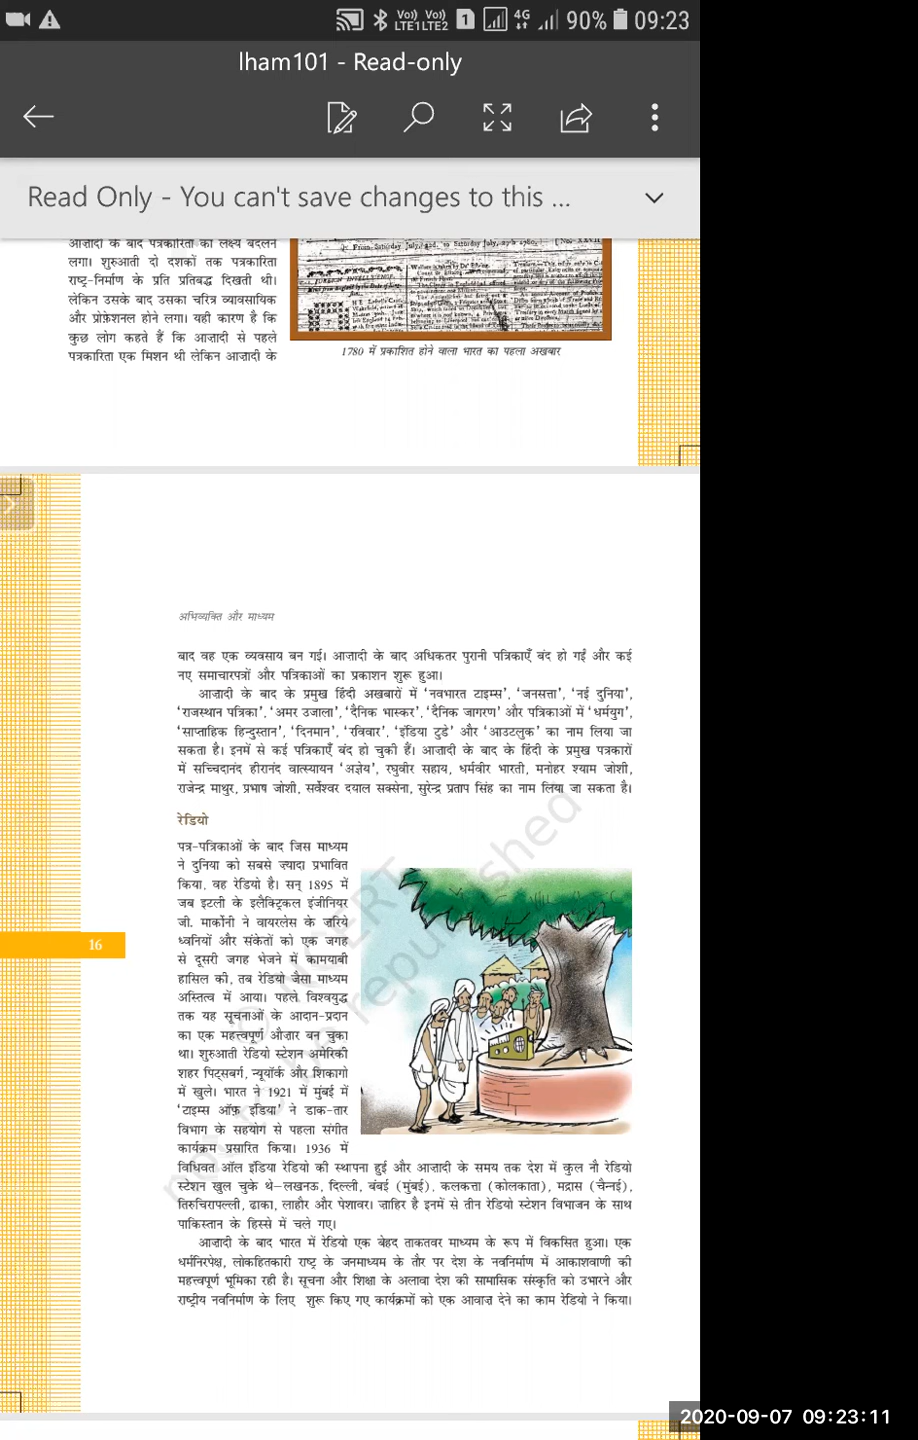 Vo) Vo) LTE1 LTE2 1 4G 90% 09:23
lham101 - Read-only
Read Only - You can't save changes to this ...
आज़ादी के बाद पत्रकारिता का लक्ष्य बदलने
लगा। शुरुआती दो दशकों तक पत्रकारिता
राष्ट्र-निर्माण के प्रति प्रतिबद्ध दिखती थी।
लेकिन उसके बाद उसका चरित्र व्यावसायिक
और प्रोफ़ेशनल होने लगा। यही कारण है कि
कुछ लोग कहते हैं कि आज़ादी से पहले
पत्रकारिता एक मिशन थी लेकिन आज़ादी के
1780 में प्रकाशित होने वाला भारत का पहला अखबार
अभिव्यक्ति और माध्यम
बाद वह एक व्यवसाय बन गई। आज़ादी के बाद अधिकतर पुरानी पत्रिकाएँ बंद हो गईं और कई
नए समाचारपत्रों और पत्रिकाओं का प्रकाशन शुरू हुआ।
आज़ादी के बाद के प्रमुख हिंदी अखबारों में ‘नवभारत टाइम्स’, ‘जनसत्ता’, ‘नई दुनिया’,
‘राजस्थान पत्रिका’, ‘अमर उजाला’, ‘दैनिक भास्कर’, ‘दैनिक जागरण’ और पत्रिकाओं में ‘धर्मयुग’,
‘साप्ताहिक हिन्दुस्तान’, ‘दिनमान’, ‘रविवार’, ‘इंडिया टुडे’ और ‘आउटलुक’ का नाम लिया जा
सकता है। इनमें से कई पत्रिकाएँ बंद हो चुकी हैं। आज़ादी के बाद के हिंदी के प्रमुख पत्रकारों
में सच्चिदानंद हीरानंद वात्स्यायन ‘अज्ञेय’, रघुवीर सहाय, धर्मवीर भारती, मनोहर श्याम जोशी,
राजेन्द्र माथुर, प्रभाष जोशी, सर्वेश्वर दयाल सक्सेना, सुरेन्द्र प्रताप सिंह का नाम लिया जा सकता है।
रेडियो
पत्र-पत्रिकाओं के बाद जिस माध्यम
ने दुनिया को सबसे ज्यादा प्रभावित
किया, वह रेडियो है। सन् 1895 में
जब इटली के इलैक्ट्रिकल इंजीनियर
जी. मार्कोनी ने वायरलेस के ज़रिये
ध्वनियों और संकेतों को एक जगह
से दूसरी जगह भेजने में कामयाबी
हासिल की, तब रेडियो जैसा माध्यम
अस्तित्व में आया। पहले विश्वयुद्ध
तक यह सूचनाओं के आदान-प्रदान
का एक महत्त्वपूर्ण औज़ार बन चुका
था। शुरुआती रेडियो स्टेशन अमेरिकी
शहर पिट्सबर्ग, न्यूयॉर्क और शिकागो
में खुले। भारत ने 1921 में मुंबई में
‘टाइम्स ऑफ़ इंडिया’ ने डाक-तार
विभाग के सहयोग से पहला संगीत
कार्यक्रम प्रसारित किया। 1936 में
विधिवत ऑल इंडिया रेडियो की स्थापना हुई और आज़ादी के समय तक देश में कुल नौ रेडियो
स्टेशन खुल चुके थे–लखनऊ, दिल्ली, बंबई (मुंबई), कलकत्ता (कोलकाता), मद्रास (चैन्नई),
तिरुचिरापल्ली, ढाका, लाहौर और पेशावर। ज़ाहिर है इनमें से तीन रेडियो स्टेशन विभाजन के साथ
पाकिस्तान के हिस्से में चले गए।
आज़ादी के बाद भारत में रेडियो एक बेहद ताकतवर माध्यम के रूप में विकसित हुआ। एक
धर्मनिरपेक्ष, लोकहितकारी राष्ट्र के जनमाध्यम के तौर पर देश के नवनिर्माण में आकाशवाणी की
महत्त्वपूर्ण भूमिका रही है। सूचना और शिक्षा के अलावा देश की सामासिक संस्कृति को उभारने और
राष्ट्रीय नवनिर्माण के लिए शुरू किए गए कार्यक्रमों को एक आवाज़ देने का काम रेडियो ने किया।
16
2020-09-07 09:23:11